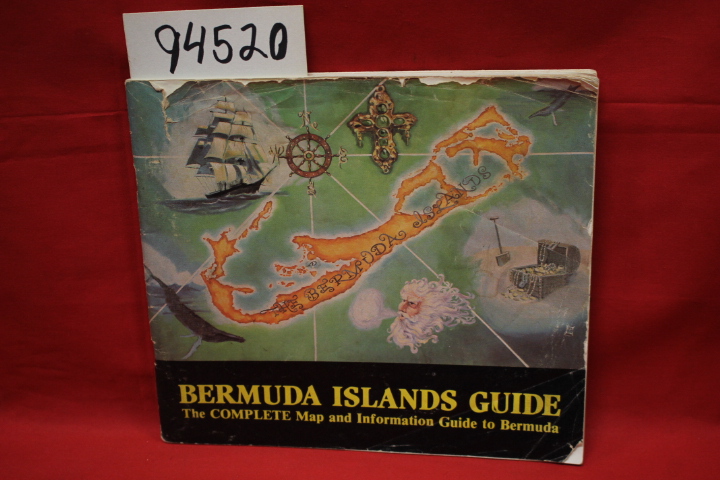 94520
THE BERMUDA ISLANDS
BERMUDA ISLANDS GUIDE
The COMPLETE Map and Information Guide to Bermuda